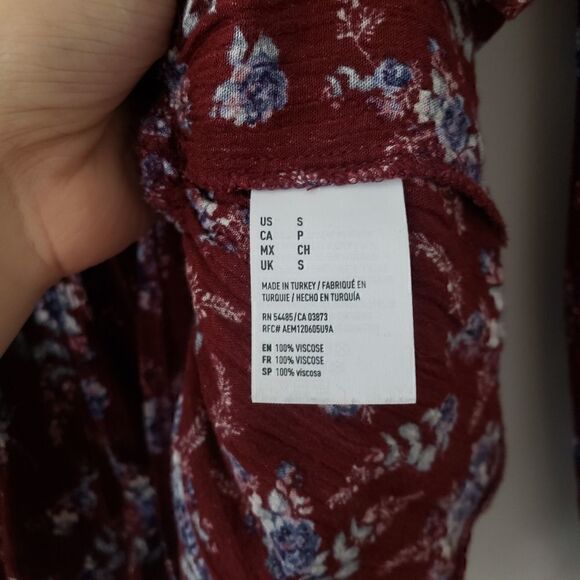 US S
CA P
MX CH
UK S
MADE IN TURKEY / FABRIQUÉ EN
TURQUIE / HECHO EN TURQUÍA
RN 54485 / CA 03873
RFC# AEM120605U9A
EN 100% VISCOSE
FR 100% VISCOSE
SP 100% viscosa